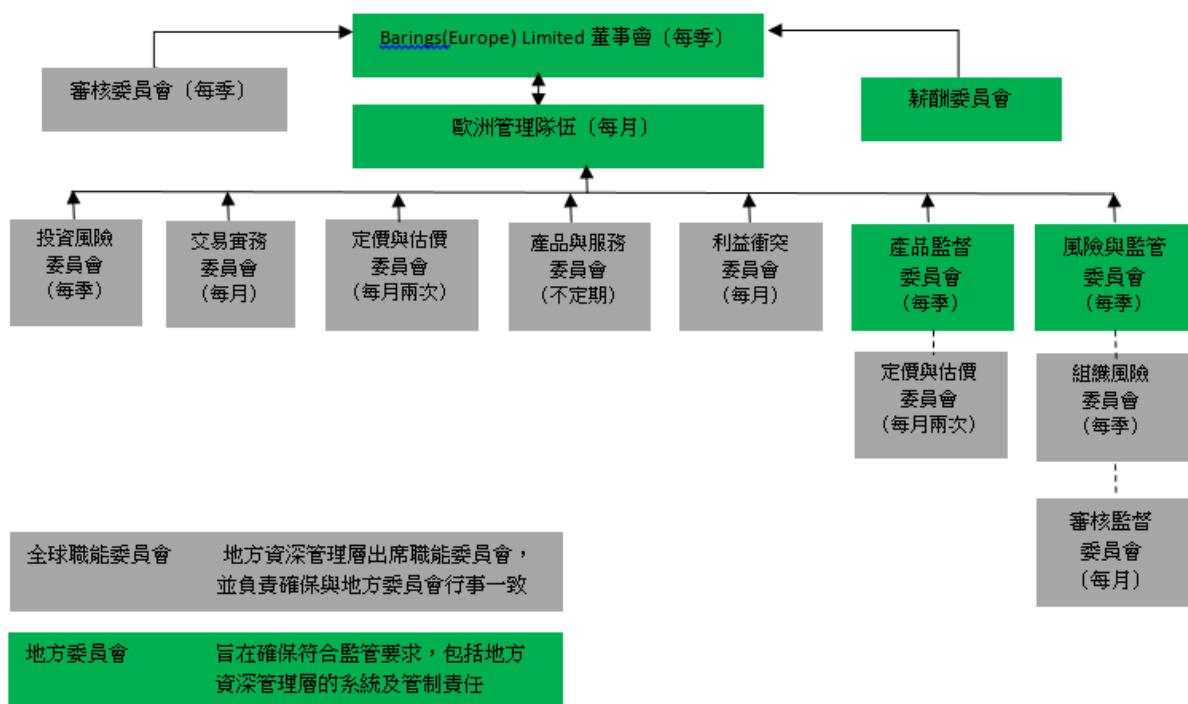 Barings(Europe) Limited 董事會〔每季〕
審核委員會〔每季〕
薪酬委員會
歐洲管理隊伍〔每月〕
投資風險
委員會
(每季)
交易實務
委員會
(每月)
定價與估價
委員會
(每月兩次)
產品與服務
委員會
(不定期)
利益衝突
委員會
(每月)
產品監督
委員會
(每季)
風險與監管
委員會
(每季)
定價與估價
委員會
(每月兩次)
組織風險
委員會
(每季)
審核監督
委員會
(每月)
全球職能委員會 地方資深管理層出席職能委員會，
並負責確保與地方委員會行事一致
地方委員會 旨在確保符合監管要求，包括地方
資深管理層的系統及管制責任